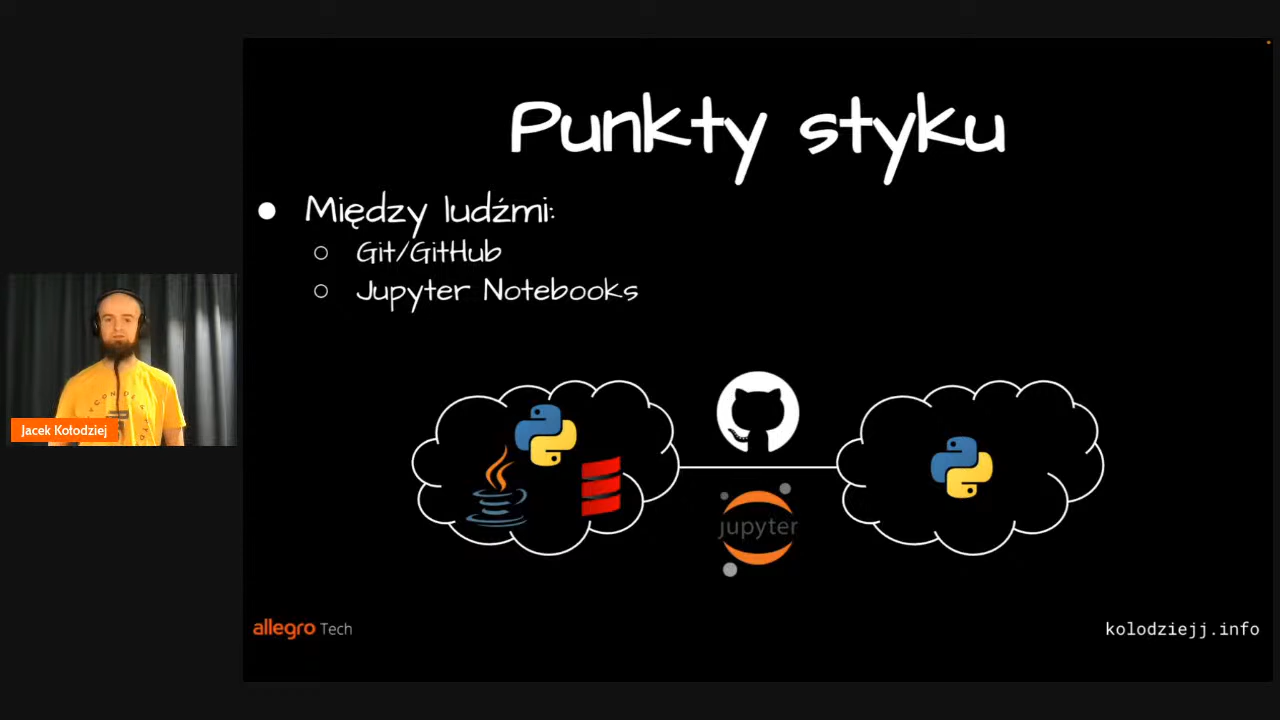 Punkty styku
Między ludźmi:
Git/GitHub
Jupyter Notebooks
jupyter
Jacek Kołodziej
allegro Tech
kolodziejj.info